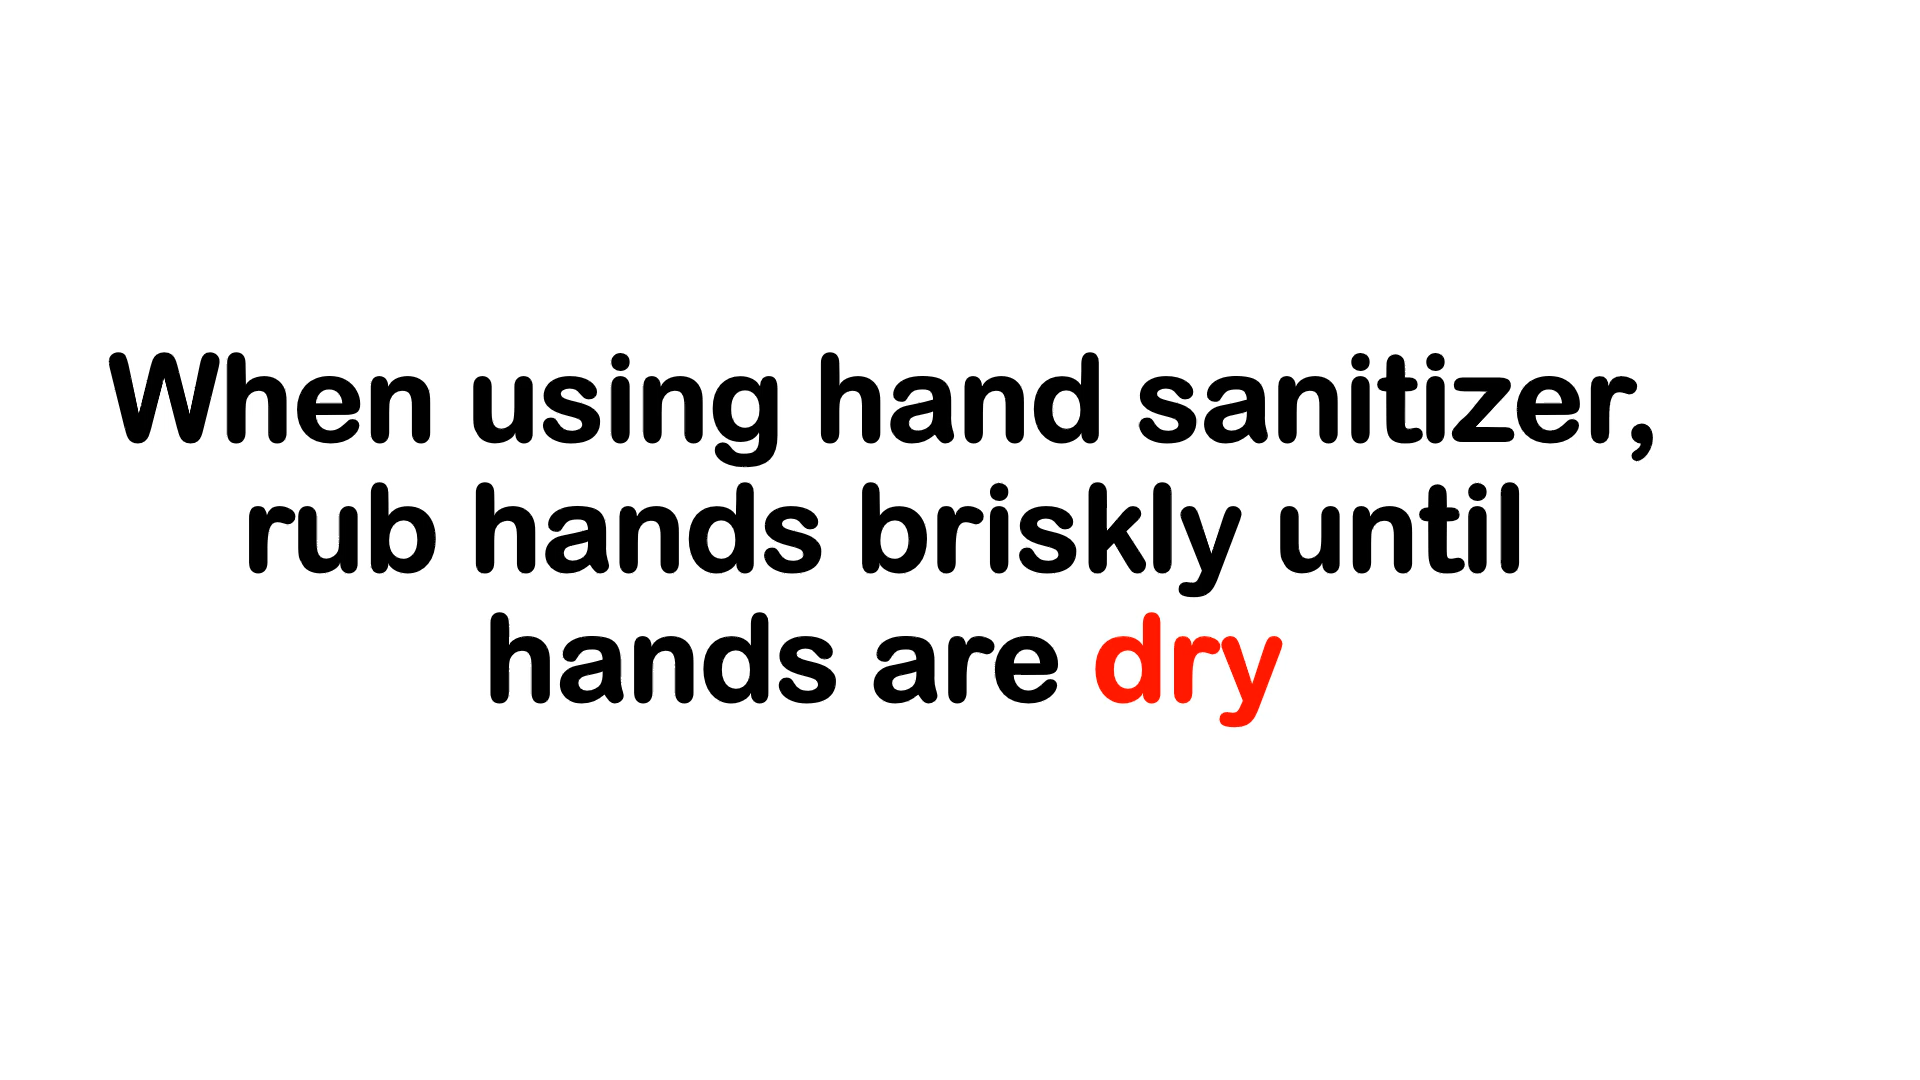 When using hand sanitizer,
rub hands briskly until
hands are dry